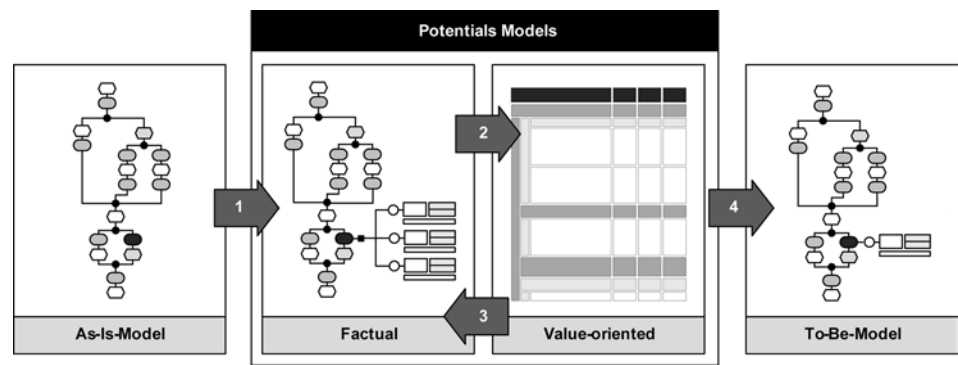 Potentials Models
1
2
3
4
As-Is-Model
Factual
Value-oriented
To-Be-Model